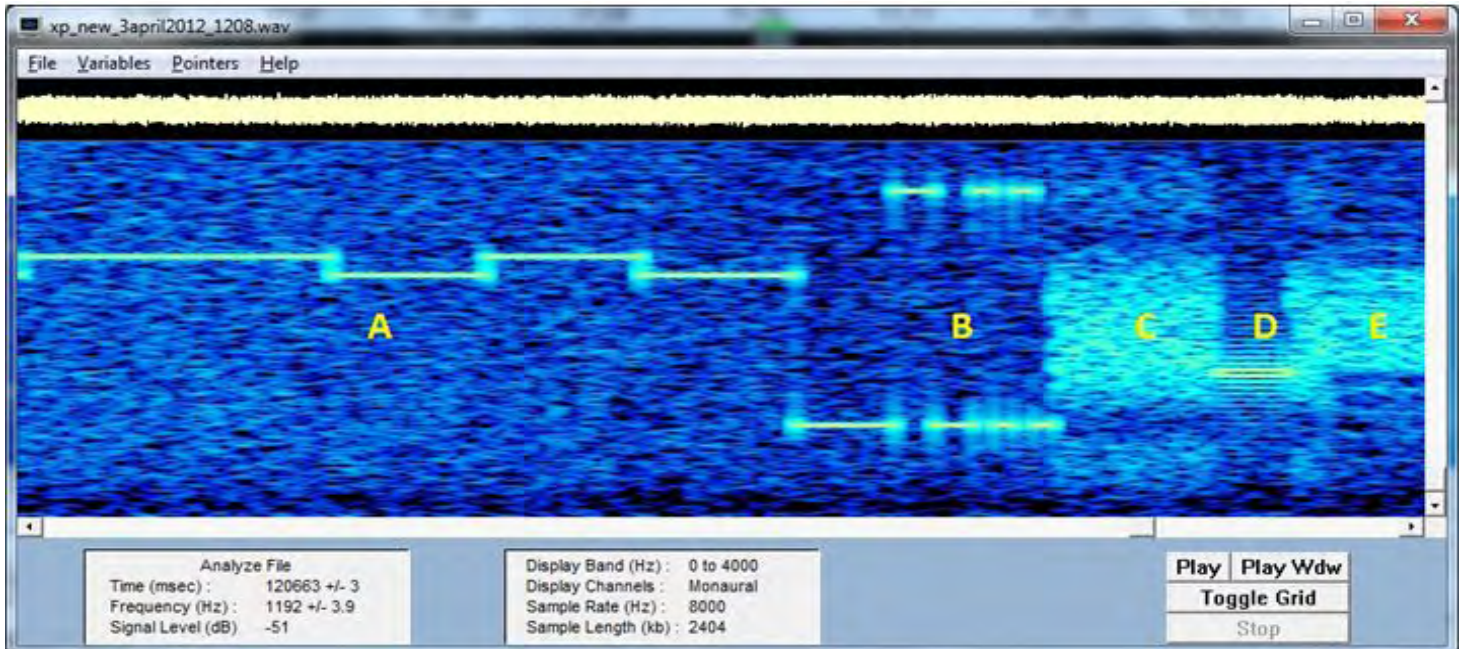 xp_new_3april2012_1208.wav
File Variables Pointers Help
A
B
C
D
E
Analyze File
Time (msec) : 120663 +/- 3
Frequency (Hz) : 1192 +/- 3.9
Signal Level (dB) -51
Display Band (Hz) : 0 to 4000
Display Channels : Monaural
Sample Rate (Hz) : 8000
Sample Length (kb) : 2404
Play Play Wdw
Toggle Grid
Stop